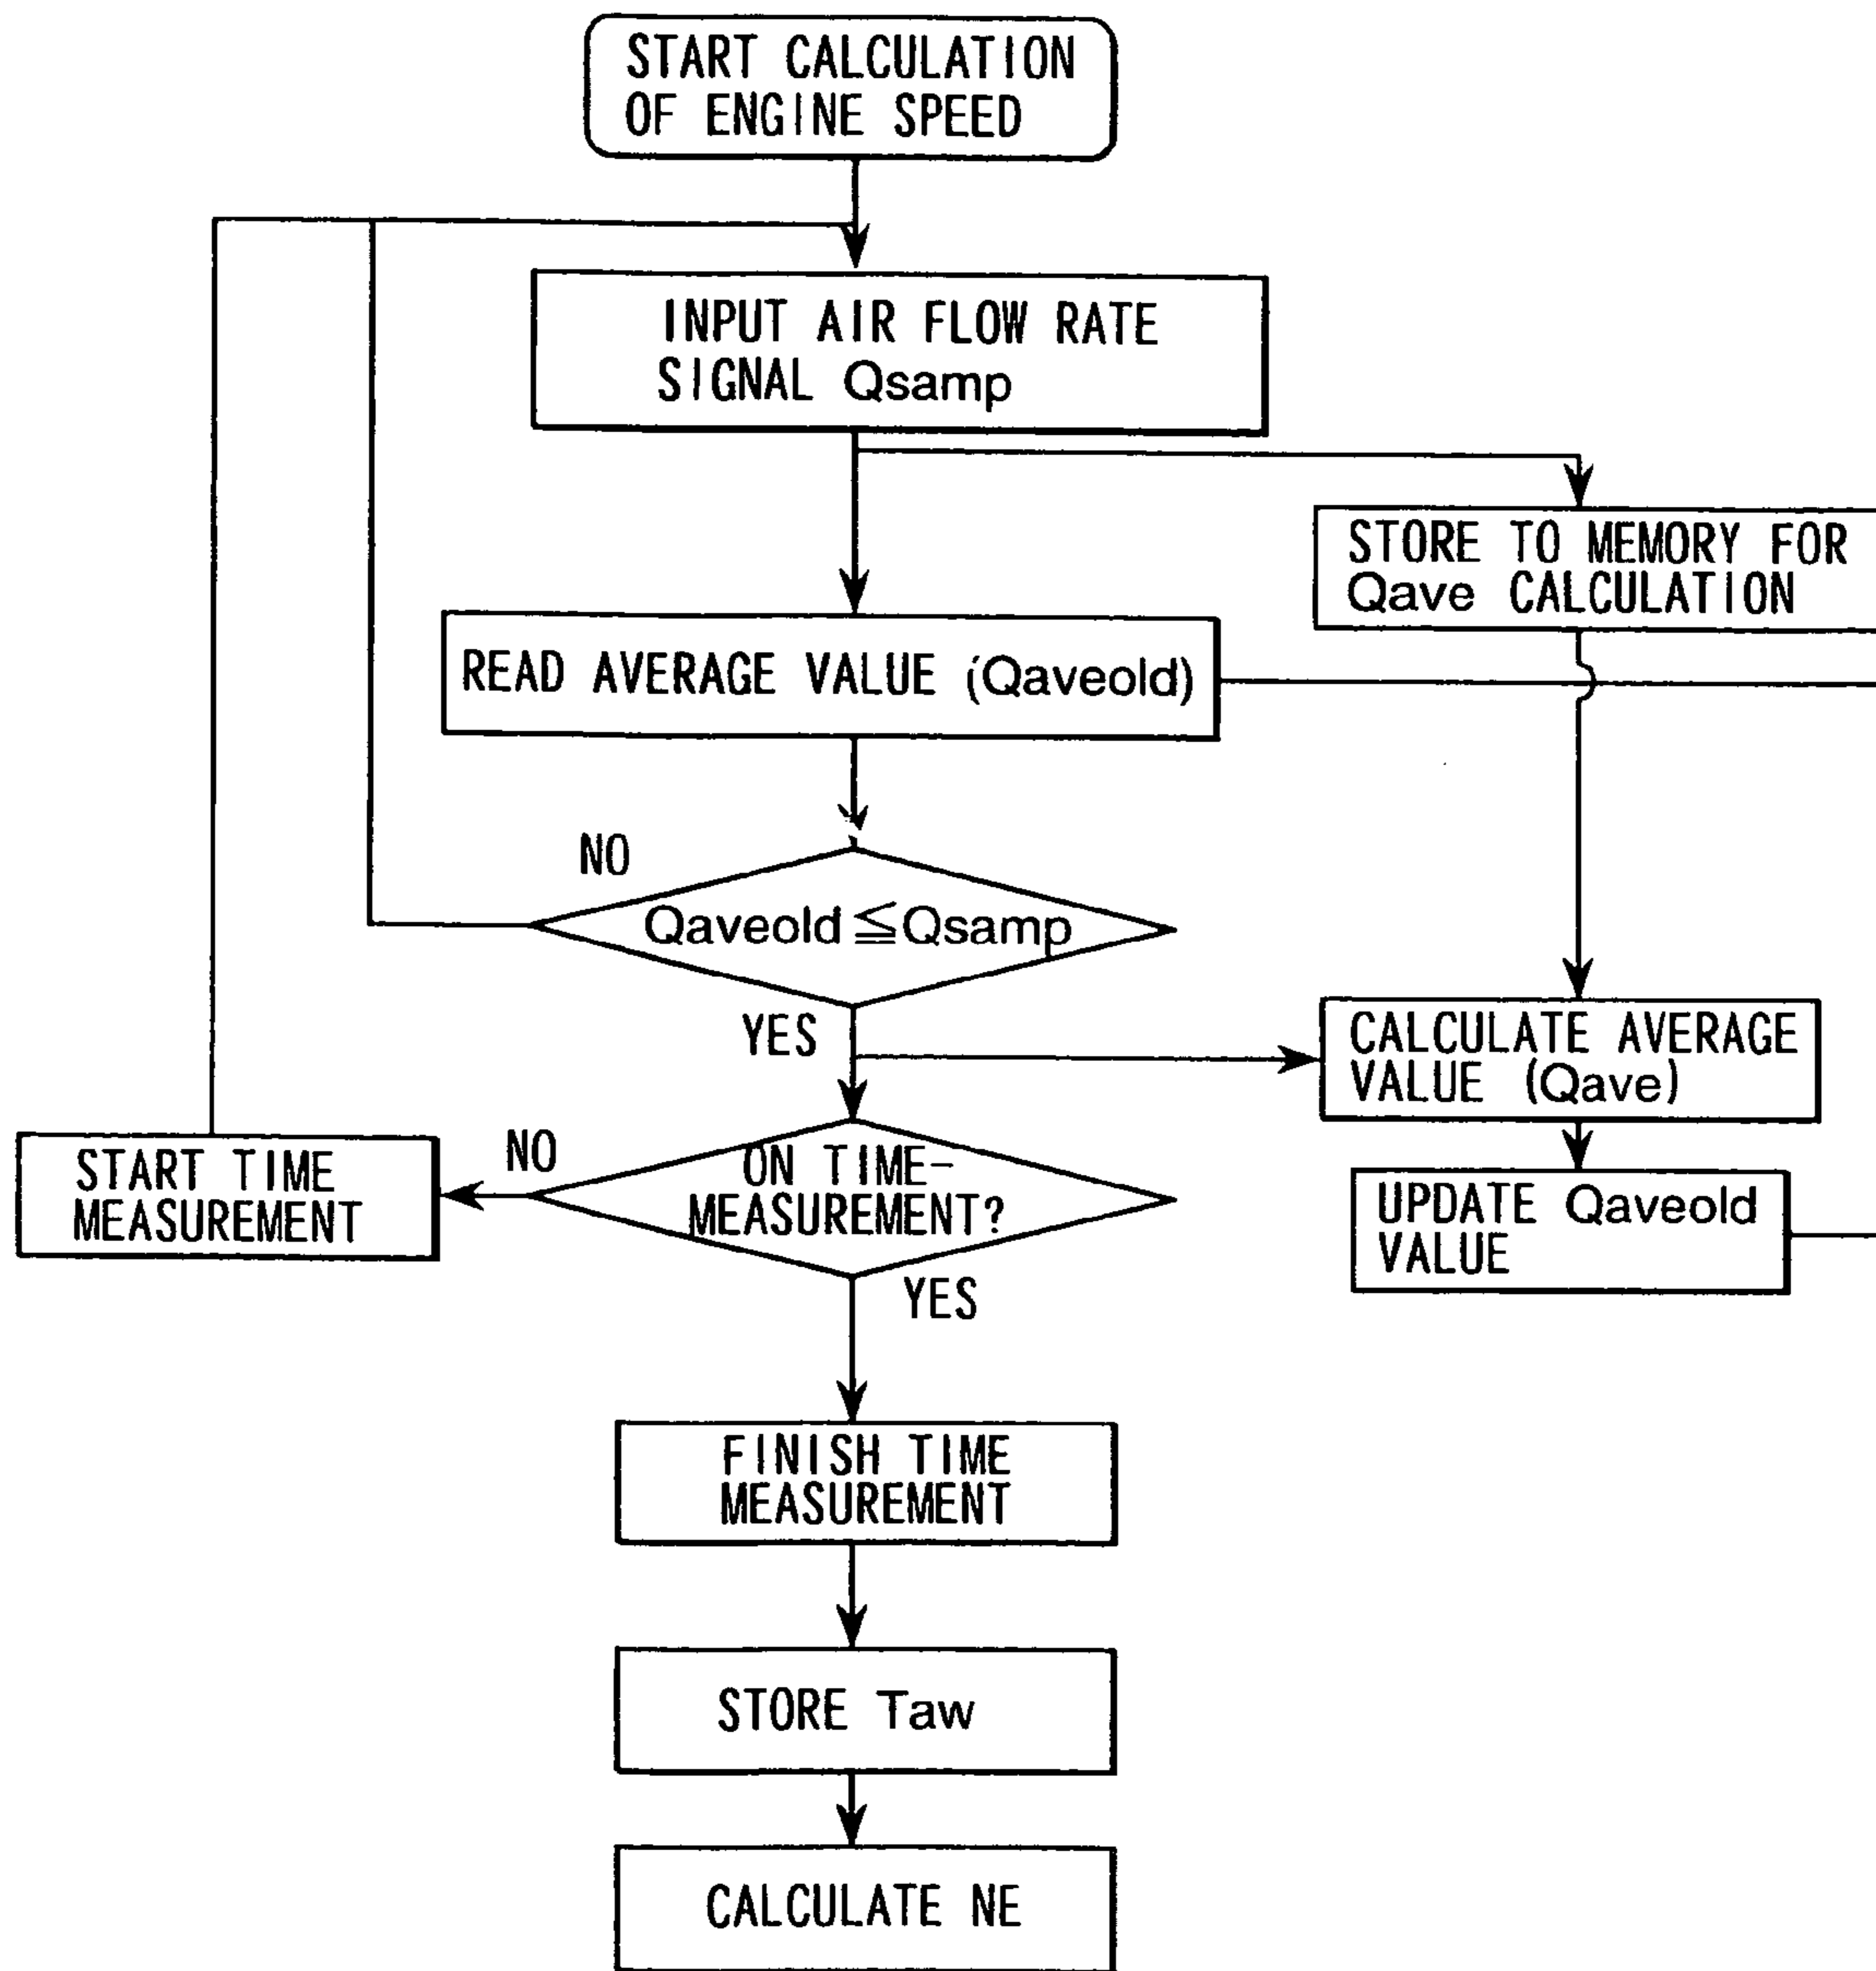 START CALCULATION
OF ENGINE SPEED
INPUT AIR FLOW RATE
SIGNAL Qsamp
STORE TO MEMORY FOR
Qave CALCULATION
READ AVERAGE VALUE (Qaveold)
NO
Qaveold≦Qsamp
YES
CALCULATE AVERAGE
VALUE (Qave)
NO
ON TIME-
MEASUREMENT?
START TIME
MEASUREMENT
UPDATE Qaveold
VALUE
YES
FINISH TIME
MEASUREMENT
STORE Taw
CALCULATE NE